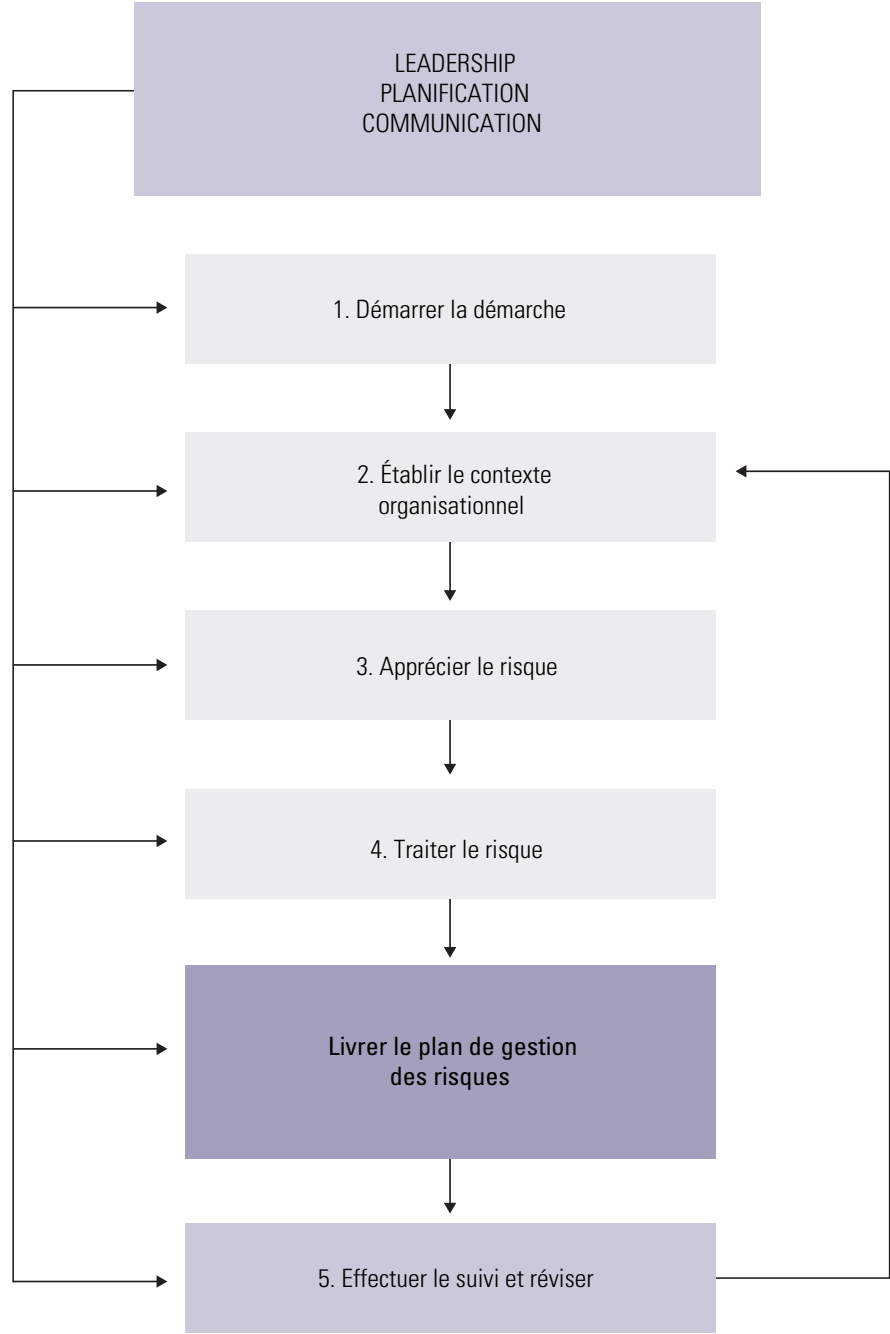 LEADERSHIP
PLANIFICATION
COMMUNICATION
1. Démarrer la démarche
2. Établir le contexte
organisationnel
3. Apprécier le risque
4. Traiter le risque
Livrer le plan de gestion
des risques
5. Effectuer le suivi et réviser